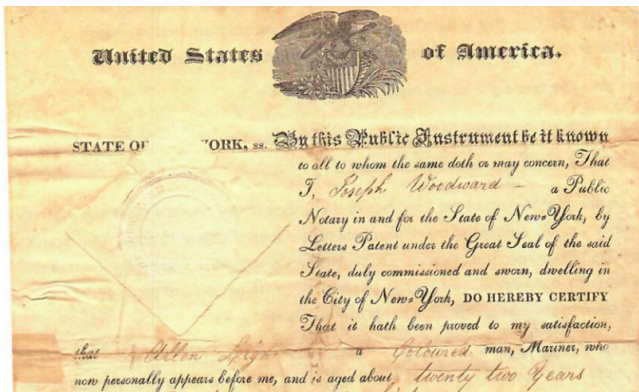 United States of America.
STATE OF YORK, ss. By this Public Instrument be it known
to all to whom the same doth or may concern, That
I, Joseph Woodward – a Public
Notary in and for the State of New-York, by
Letters Patent under the Great Seal of the said
State, duly commissioned and sworn, dwelling in
the City of New-York, DO HEREBY CERTIFY
That it hath been proved to my satisfaction,
that Allen a Coloured man, Mariner, who
now personally appears before me, and is aged about twenty two Years